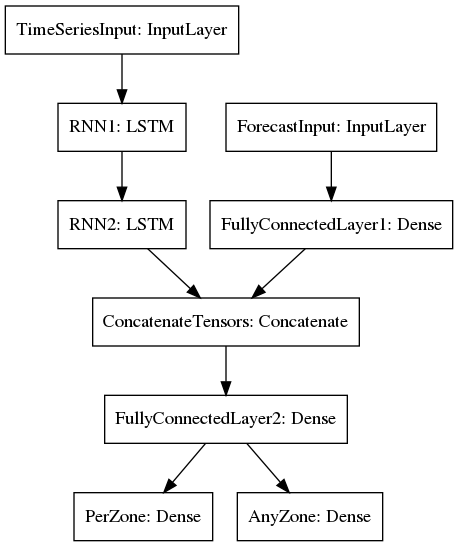 TimeSeriesInput: InputLayer
RNN1: LSTM
ForecastInput: InputLayer
RNN2: LSTM
FullyConnectedLayer1: Dense
ConcatenateTensors: Concatenate
FullyConnectedLayer2: Dense
PerZone: Dense
AnyZone: Dense